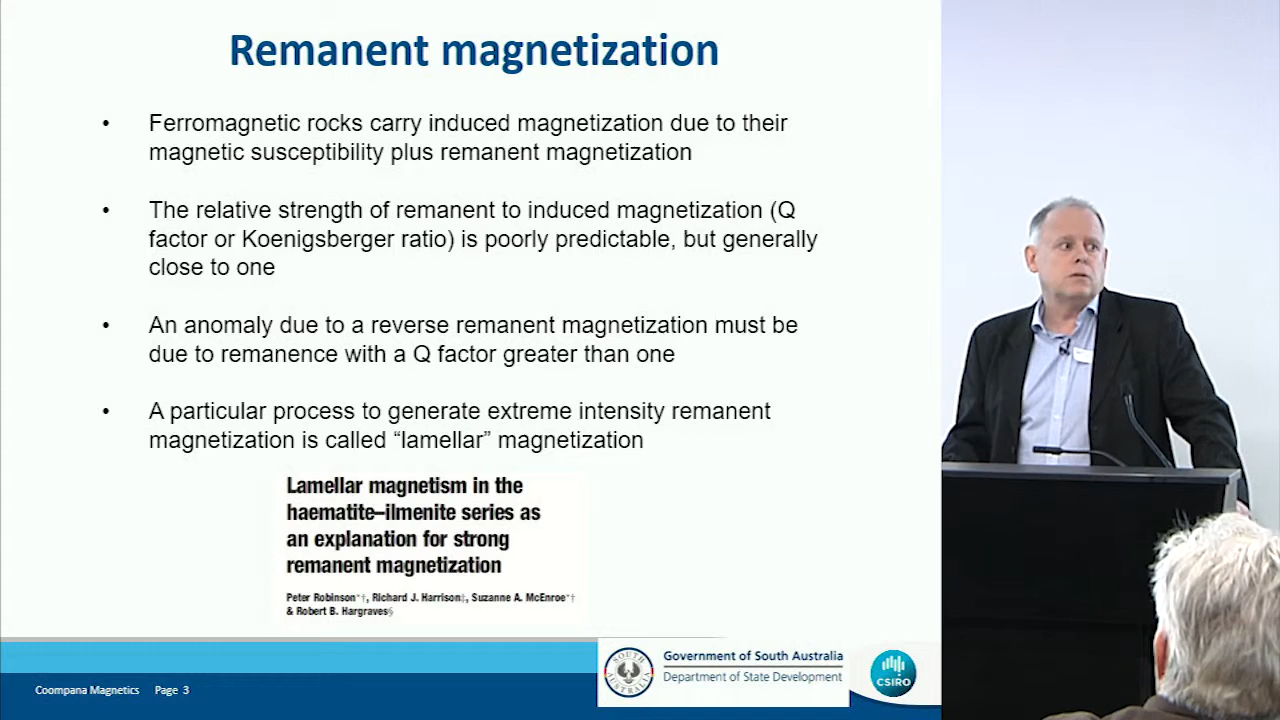 Remanent magnetization
• Ferromagnetic rocks carry induced magnetization due to their
magnetic susceptibility plus remanent magnetization
• The relative strength of remanent to induced magnetization (Q
factor or Koenigsberger ratio) is poorly predictable, but generally
close to one
• An anomaly due to a reverse remanent magnetization must be
due to remanence with a Q factor greater than one
• A particular process to generate extreme intensity remanent
magnetization is called “lamellar” magnetization
Lamellar magnetism in the
haematite–ilmenite series as
an explanation for strong
remanent magnetization
Peter Robinson*†, Richard J. Harrison‡, Suzanne A. McEnroe*†
& Robert B. Hargraves§
Coompana Magnetics Page 3
SOUTH
AUSTRALIA
Government of South Australia
Department of State Development
CSIRO